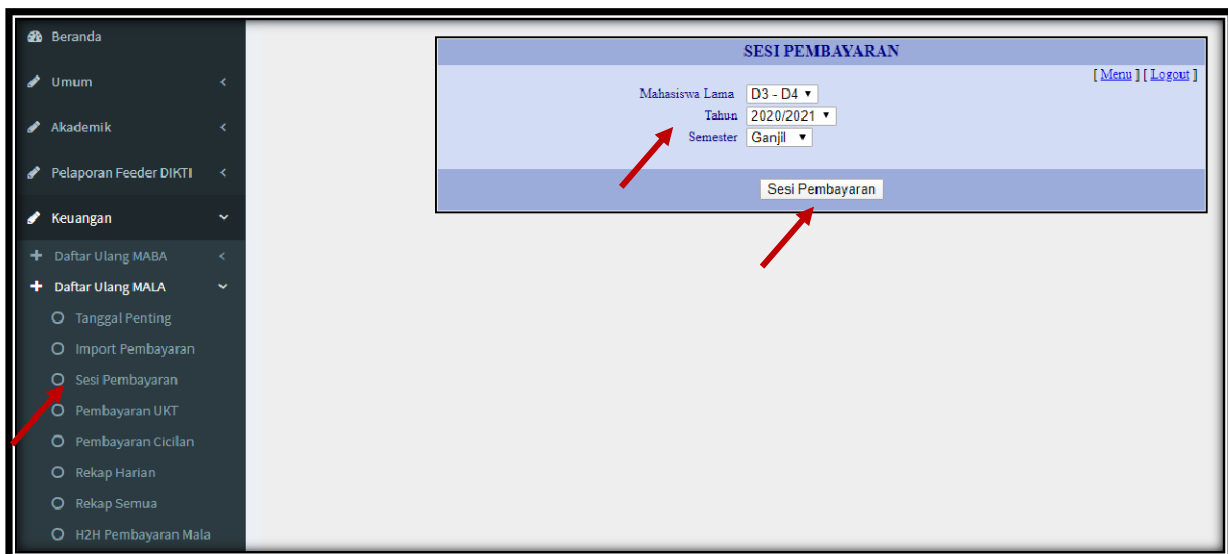 Beranda
Umum
Akademik
Pelaporan Feeder DIKTI
Keuangan
Daftar Ulang MABA
Daftar Ulang MALA
Tanggal Penting
Import Pembayaran
Sesi Pembayaran
Pembayaran UKT
Pembayaran Cicilan
Rekap Harian
Rekap Semua
H2H Pembayaran Mala
SESI PEMBAYARAN
[ Menu ] [ Logout ]
Mahasiswa Lama D3 - D4
Tahun 2020/2021
Semester Ganjil
Sesi Pembayaran